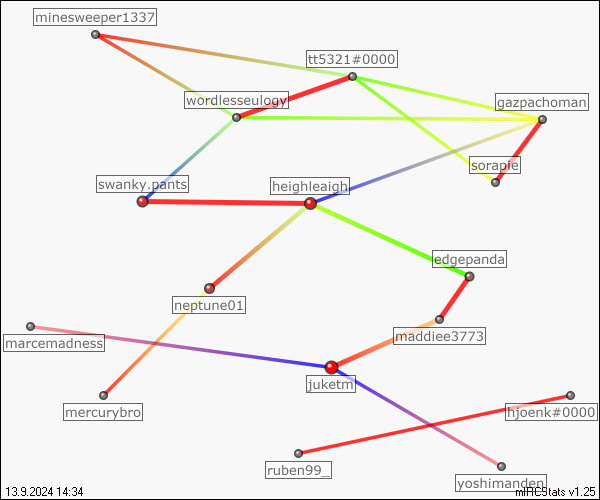 minesweeper1337
tt5321#0000
wordlesseulogy
gazpachoman
sorapie
swanky.pants
heighleaigh
edgepanda
neptune01
marcemadness
maddiee3773
juketm
mercurybro
hjoenk#0000
ruben99_
yoshimanden
13.9.2024 14:34
mIRCStats v1.25